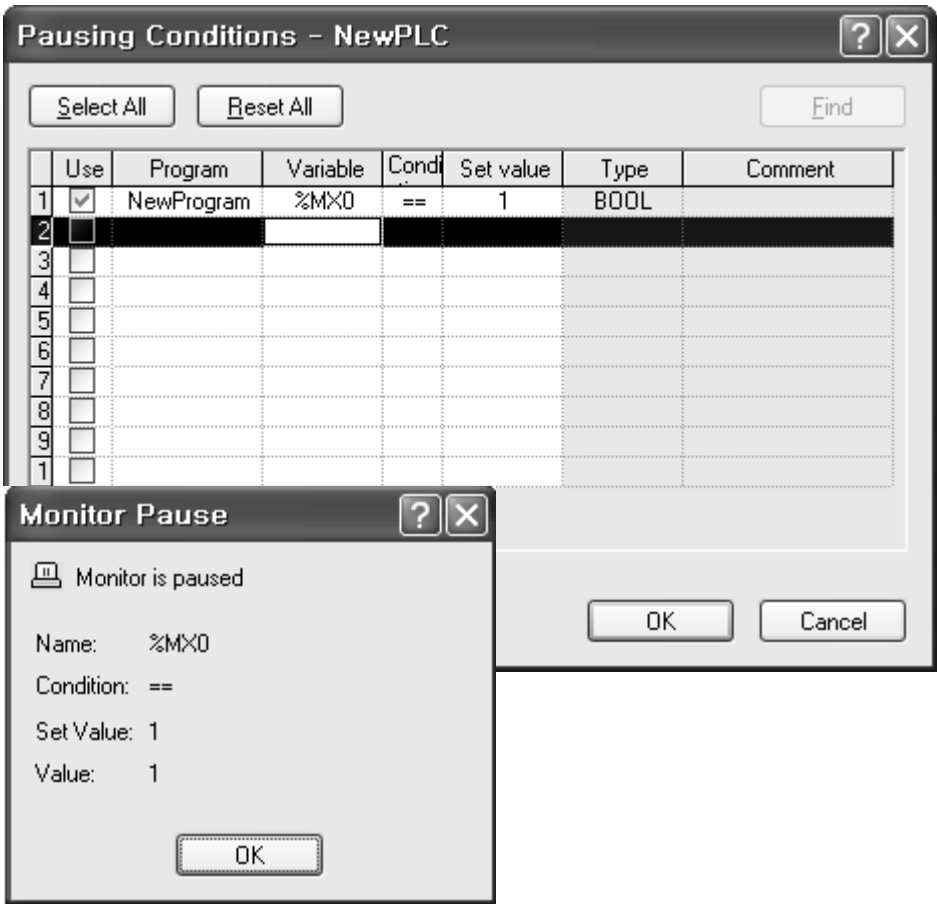 Pausing Conditions - NewPLC
Select All Reset All Find
Use Program Variable Condi Set value Type Comment
1 NewProgram %MX0 == 1 BOOL
2
3
4
5
6
7
8
9
1
Monitor Pause
Monitor is paused
OK Cancel
Name: %MX0
Condition: ==
Set Value: 1
Value: 1
OK